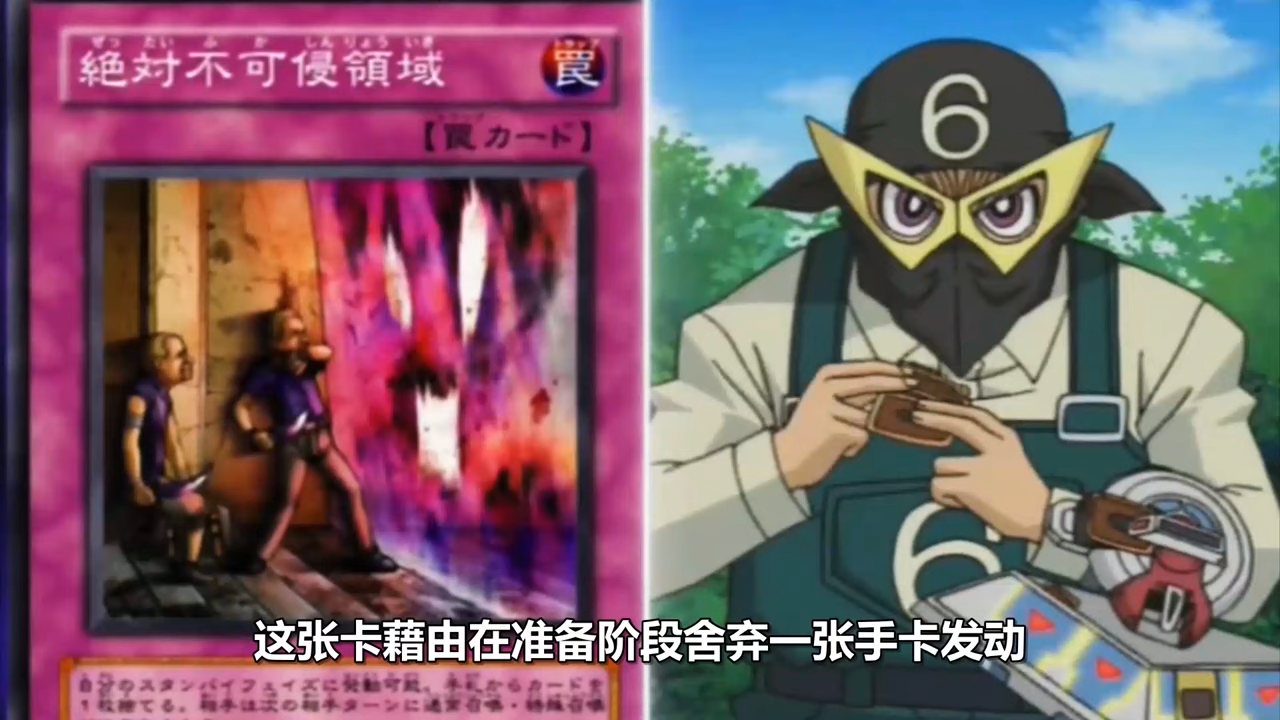 絶対不可侵領域
罠
【罠カード】
6
6
这张卡藉由在准备阶段舍弃一张手卡发动
自分のスタンバイフェイズに発動可能。手札からカードを
1枚捨てる。相手は次の相手ターンに通常召喚・特殊召喚